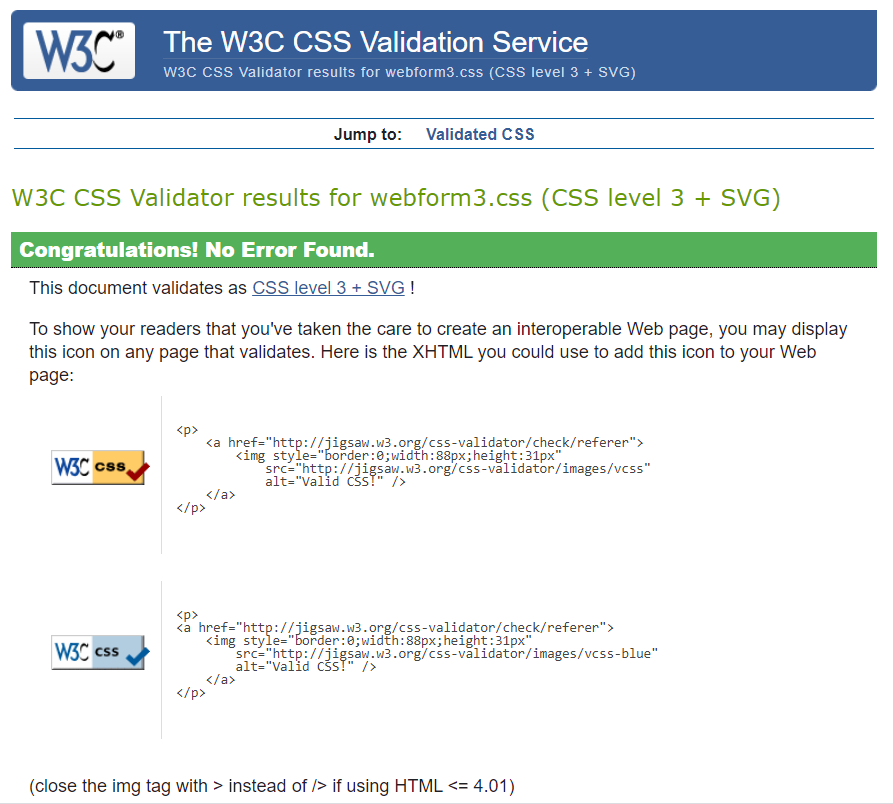 W3C®
The W3C CSS Validation Service
W3C CSS Validator results for webform3.css (CSS level 3 + SVG)
Jump to: Validated CSS
W3C CSS Validator results for webform3.css (CSS level 3 + SVG)
Congratulations! No Error Found.
This document validates as CSS level 3 + SVG !
To show your readers that you've taken the care to create an interoperable Web page, you may display
this icon on any page that validates. Here is the XHTML you could use to add this icon to your Web
page:
W3C css
<p>
<a href="http://jigsaw.w3.org/css-validator/check/referer">
<img style="border:0;width:88px;height:31px"
src="http://jigsaw.w3.org/css-validator/images/vcss"
alt="Valid CSS!" />
</a>
</p>
W3C css
<p>
<a href="http://jigsaw.w3.org/css-validator/check/referer">
<img style="border:0;width:88px;height:31px"
src="http://jigsaw.w3.org/css-validator/images/vcss-blue"
alt="Valid CSS!" />
</a>
</p>
(close the img tag with > instead of /> if using HTML <= 4.01)